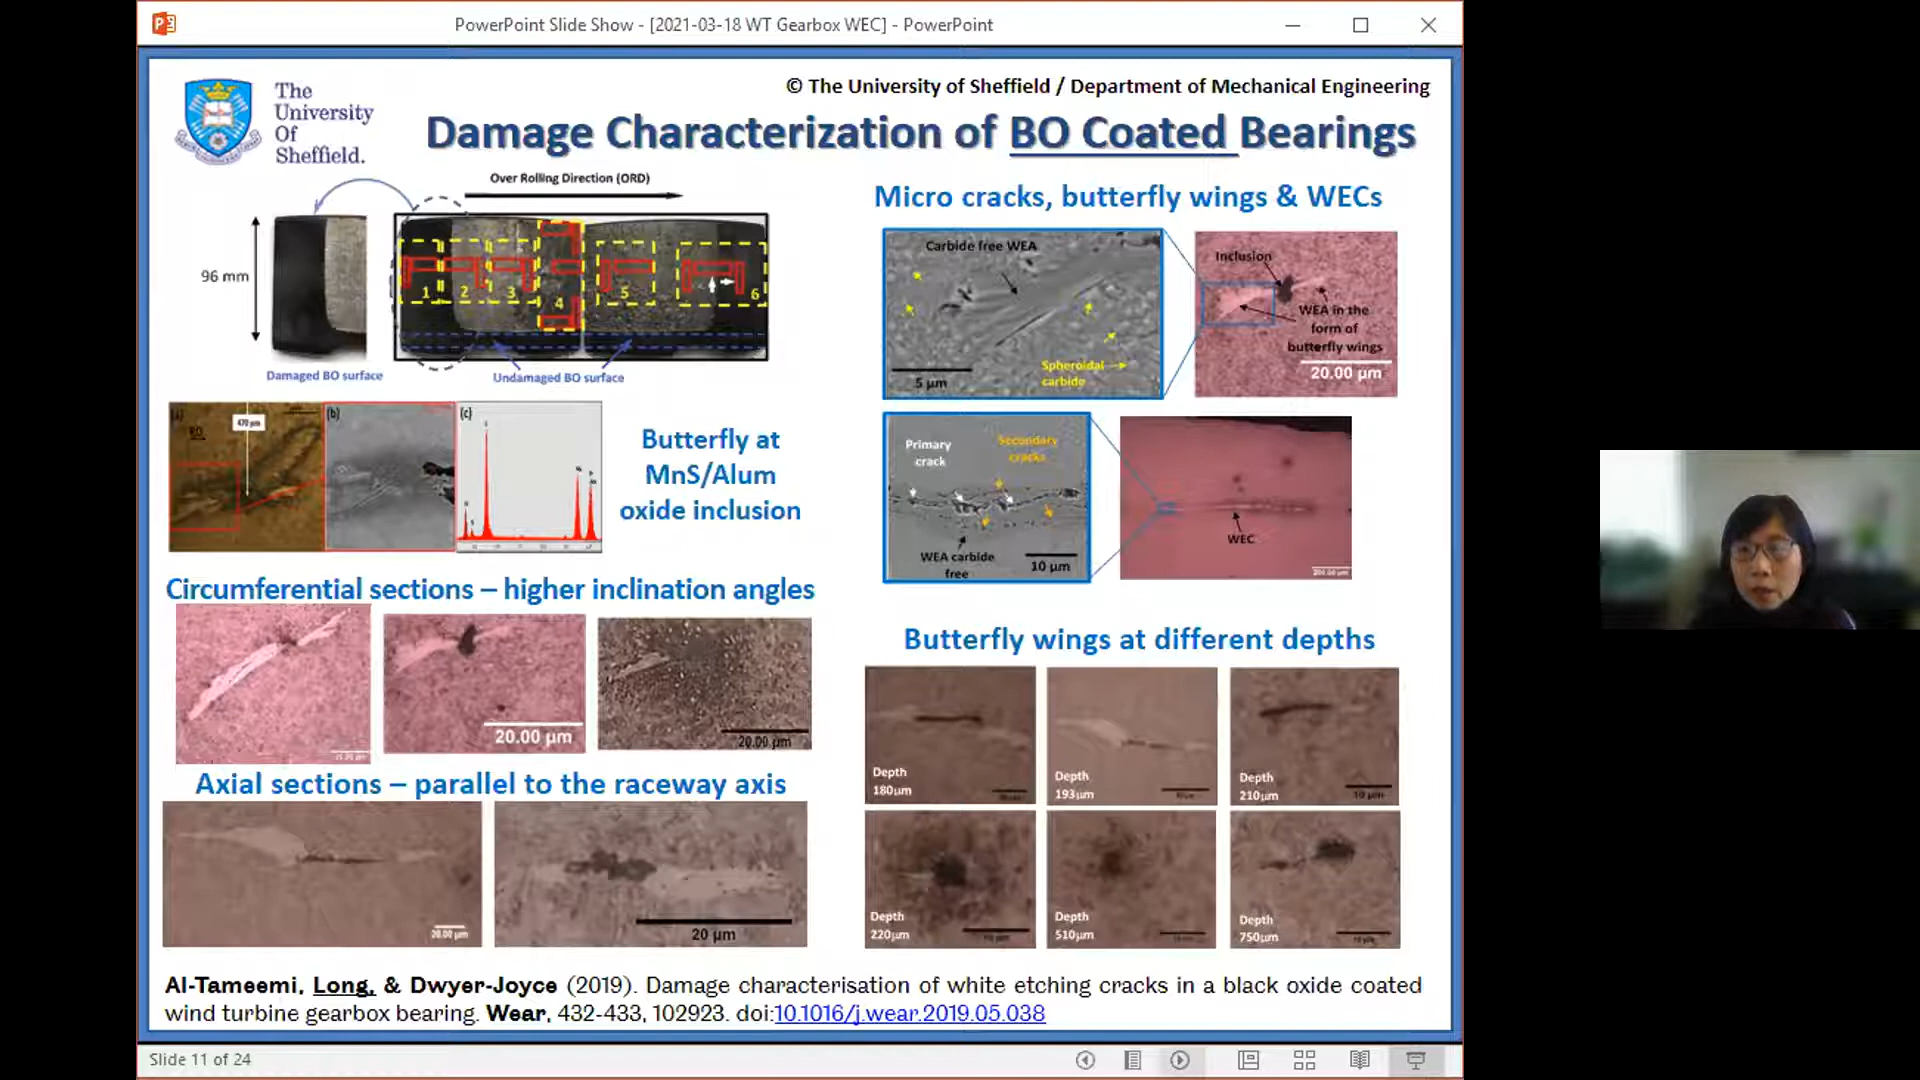 PowerPoint Slide Show - [2021-03-18 WT Gearbox WEC] - PowerPoint
The
University
Of
Sheffield.
© The University of Sheffield / Department of Mechanical Engineering
Damage Characterization of BO Coated Bearings
Over Rolling Direction (ORD)
96 mm
1
2
3
4
5
6
Damaged BO surface
Undamaged BO surface
(a)
470 µm
(b)
(c)
Butterfly at
MnS/Alum
oxide inclusion
Circumferential sections – higher inclination angles
20.00 µm
20.00 µm
Axial sections – parallel to the raceway axis
20.00 µm
20 µm
Micro cracks, butterfly wings & WECs
Carbide free WEA
Spheroidal
carbide
5 µm
Inclusion
WEA in the
form of
butterfly wings
20.00 µm
Primary
crack
Secondary
cracks
WEA carbide
free
10 µm
WEC
Butterfly wings at different depths
Depth
180µm
Depth
193µm
Depth
210µm
10 µm
Depth
220µm
Depth
510µm
Depth
750µm
Al-Tameemi, Long, & Dwyer-Joyce (2019). Damage characterisation of white etching cracks in a black oxide coated
wind turbine gearbox bearing. Wear, 432-433, 102923. doi:10.1016/j.wear.2019.05.038
Slide 11 of 24